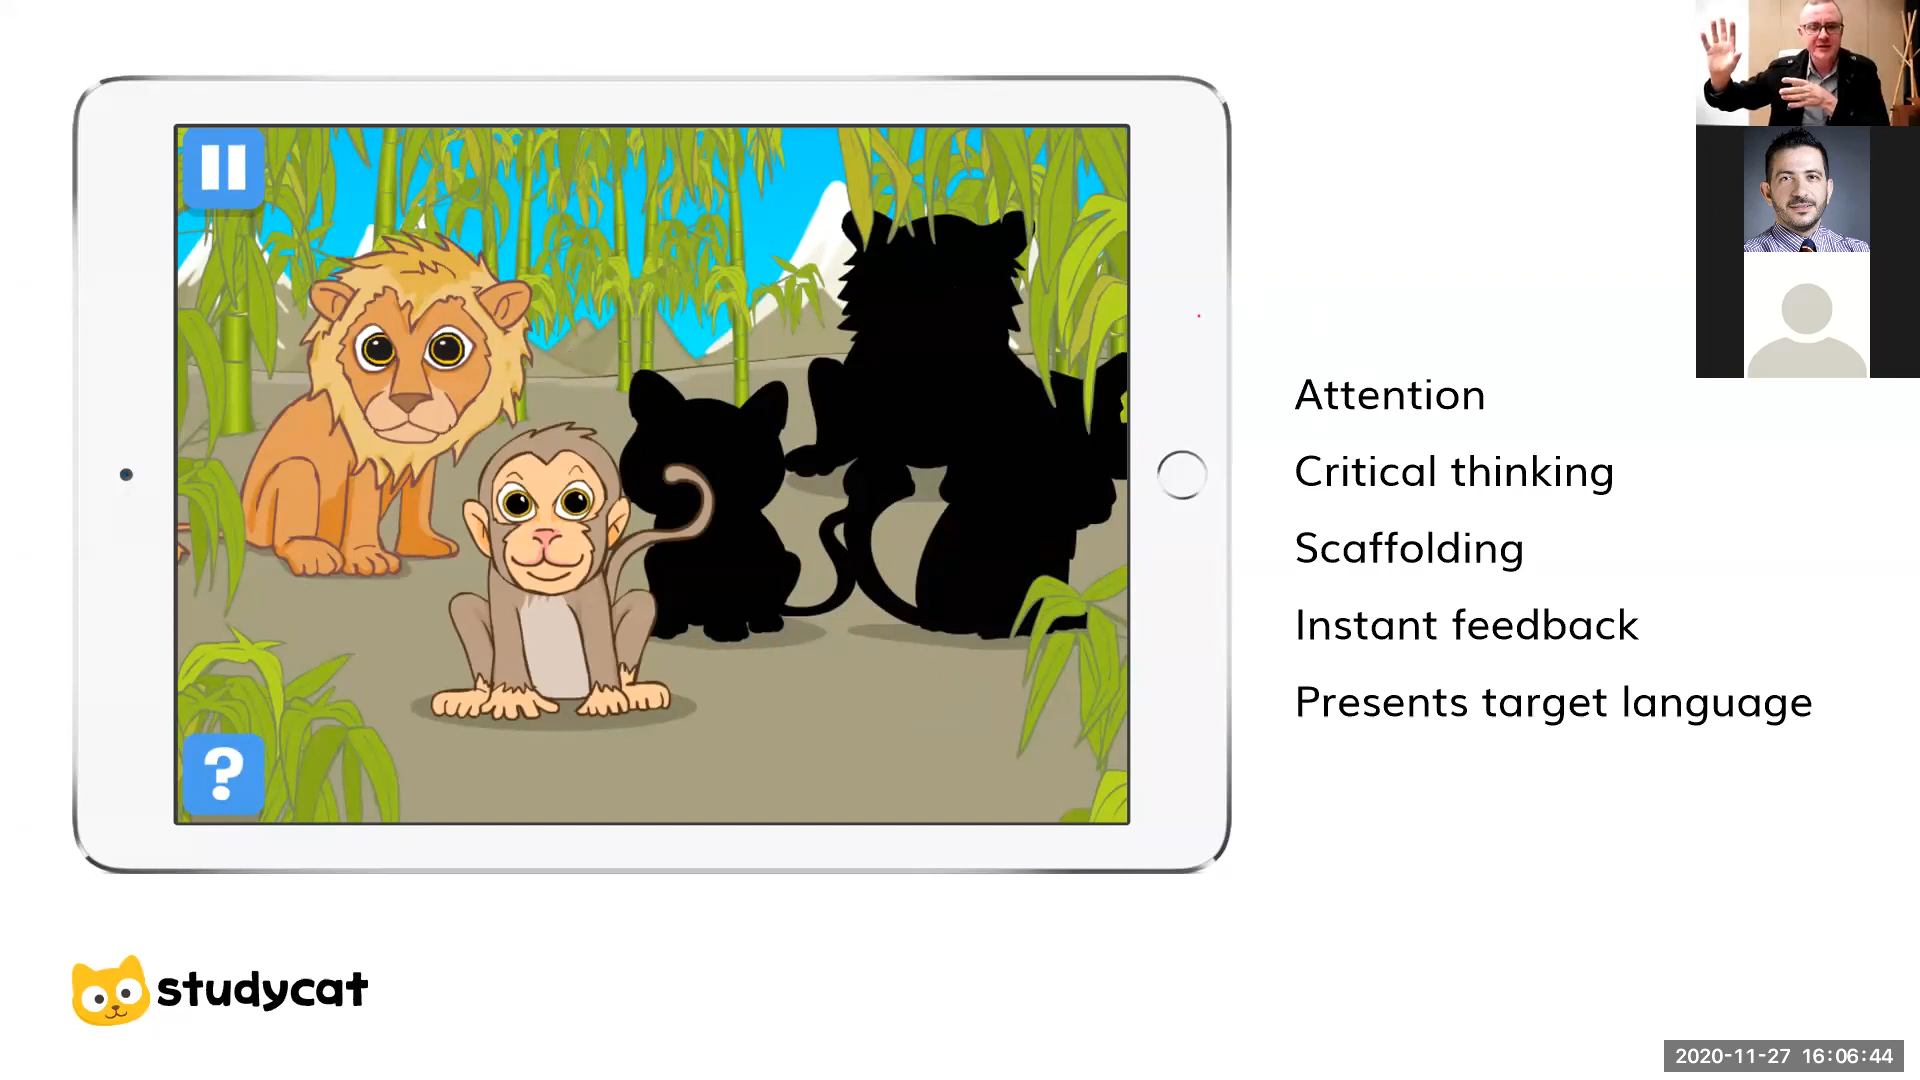 ?
Attention
Critical thinking
Scaffolding
Instant feedback
Presents target language
studycat
2020-11-27 16:06:44